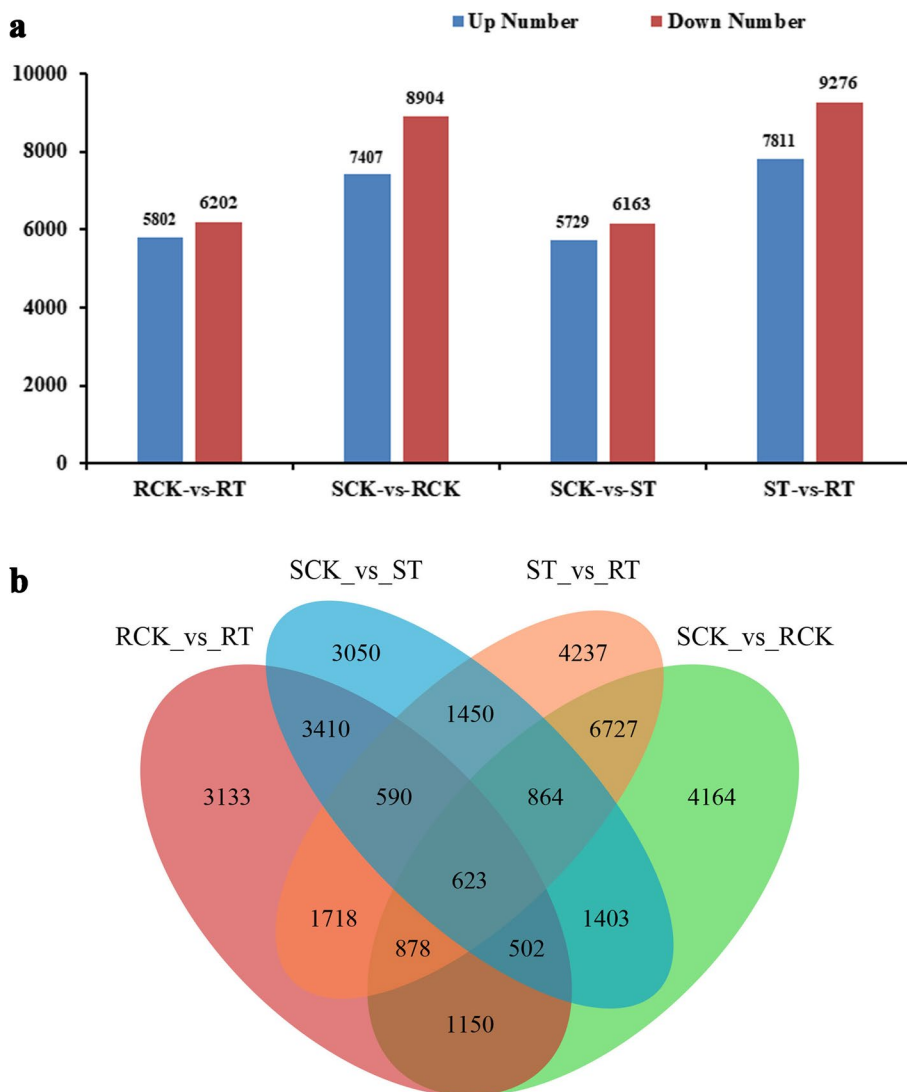 a
Up Number Down Number
10000
8000
6000
4000
2000
0
5802 6202 7407 8904 5729 6163 7811 9276
RCK-vs-RT SCK-vs-RCK SCK-vs-ST ST-vs-RT
b
SCK_vs_ST ST_vs_RT
RCK_vs_RT SCK_vs_RCK
3050 4237
3410 1450 6727
3133 590 864 4164
623
1718 878 502 1403
1150